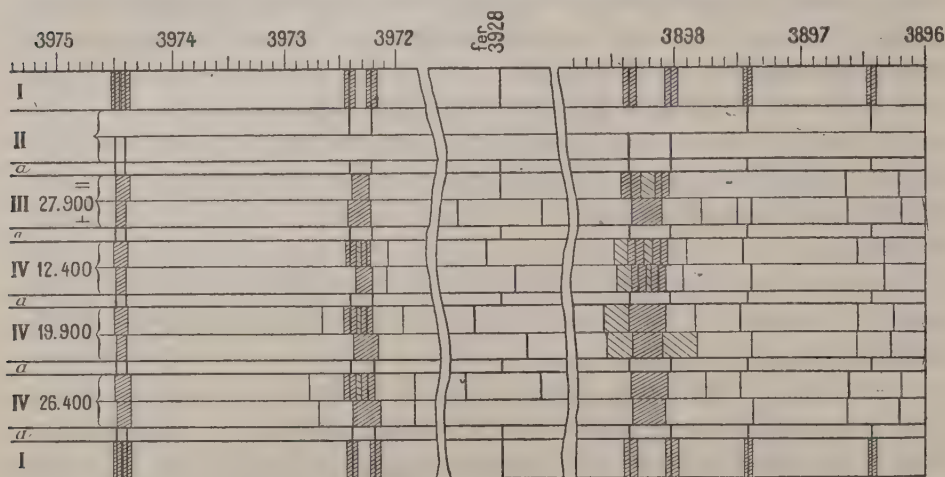 3975 3974 3973 3972 fer. 3928 3898 3897 3896
I
II
a
=
III 27.900
⊥
a
IV 12.400
a
IV 19.900
a
IV 26.400
a
I